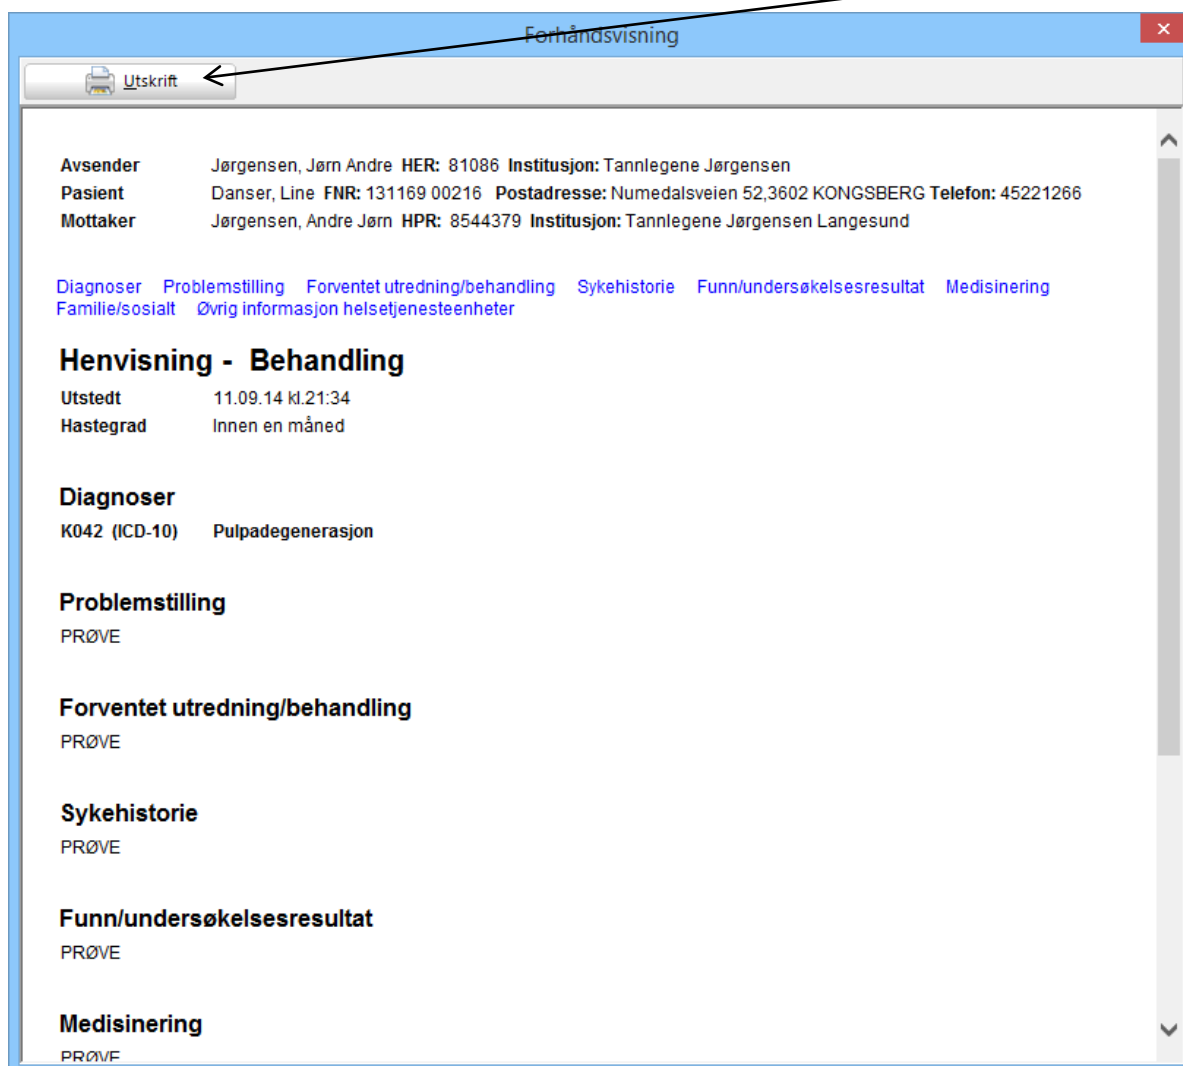 Forhåndsvisning
Utskrift
Avsender Jørgensen, Jørn Andre HER: 81086 Institusjon: Tannlegene Jørgensen
Pasient Danser, Line FNR: 131169 00216 Postadresse: Numedalsveien 52,3602 KONGSBERG Telefon: 45221266
Mottaker Jørgensen, Andre Jørn HPR: 8544379 Institusjon: Tannlegene Jørgensen Langesund
Diagnoser Problemstilling Forventet utredning/behandling Sykehistorie Funn/undersøkelsesresultat Medisinering
Familie/sosialt Øvrig informasjon helsetjenesteenheter
Henvisning - Behandling
Utstedt 11.09.14 kl.21:34
Hastegrad Innen en måned
Diagnoser
K042 (ICD-10) Pulpadegenerasjon
Problemstilling
PRØVE
Forventet utredning/behandling
PRØVE
Sykehistorie
PRØVE
Funn/undersøkelsesresultat
PRØVE
Medisinering
PRØVE